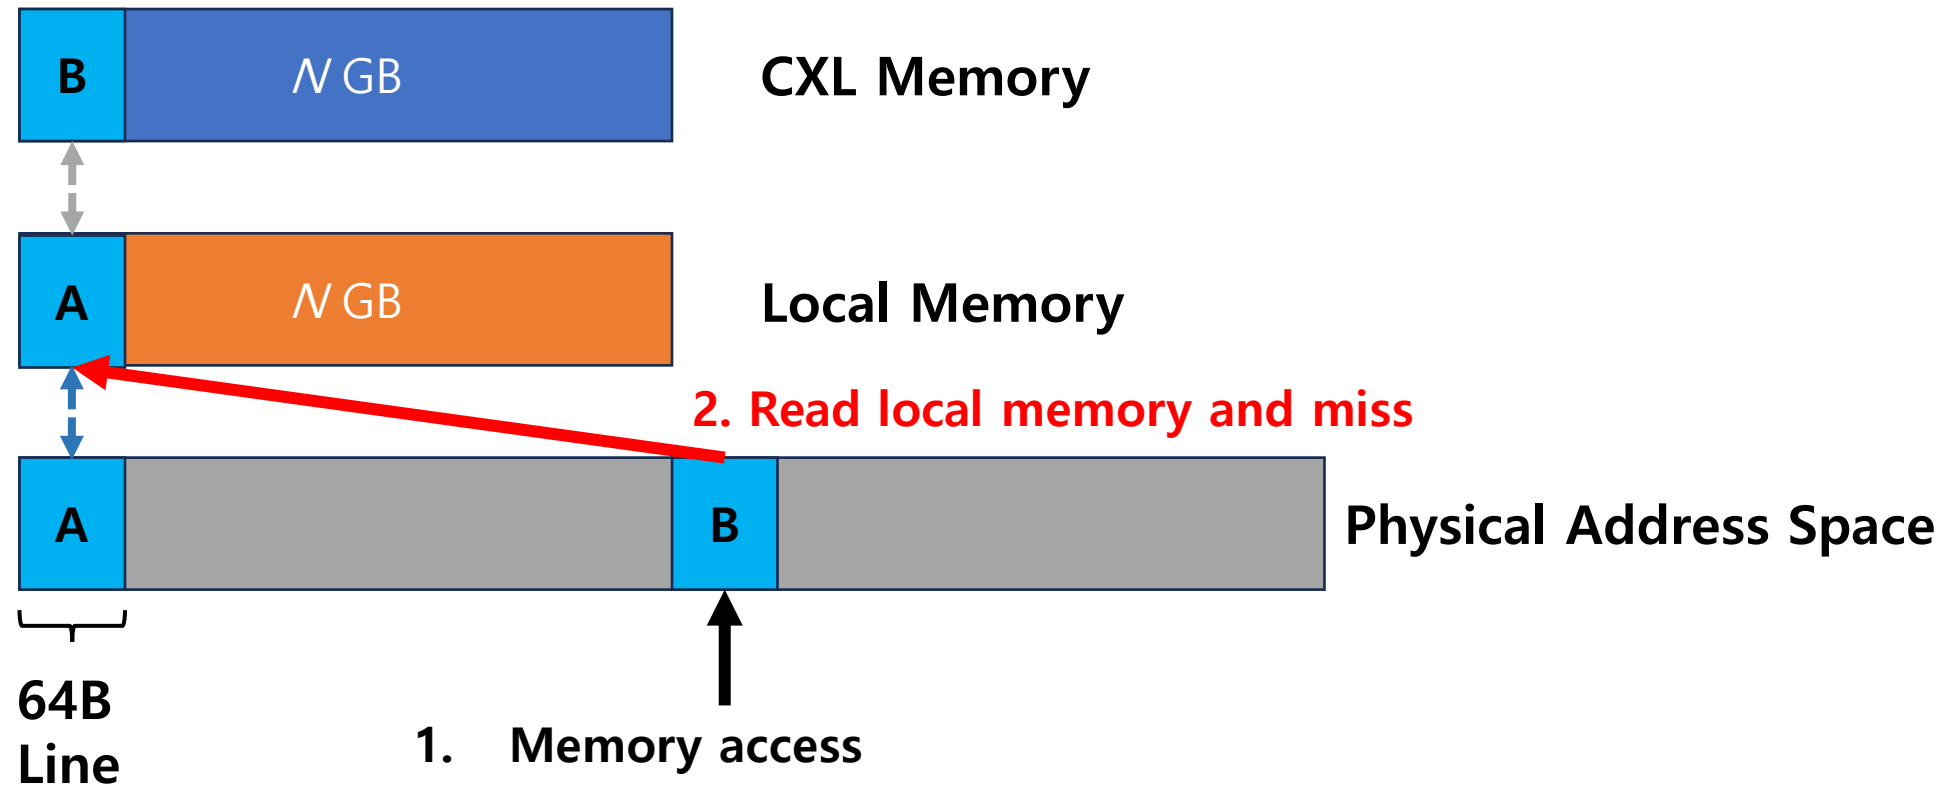 B N GB CXL Memory
A N GB Local Memory
2. Read local memory and miss
A B Physical Address Space
64B
Line
1. Memory access